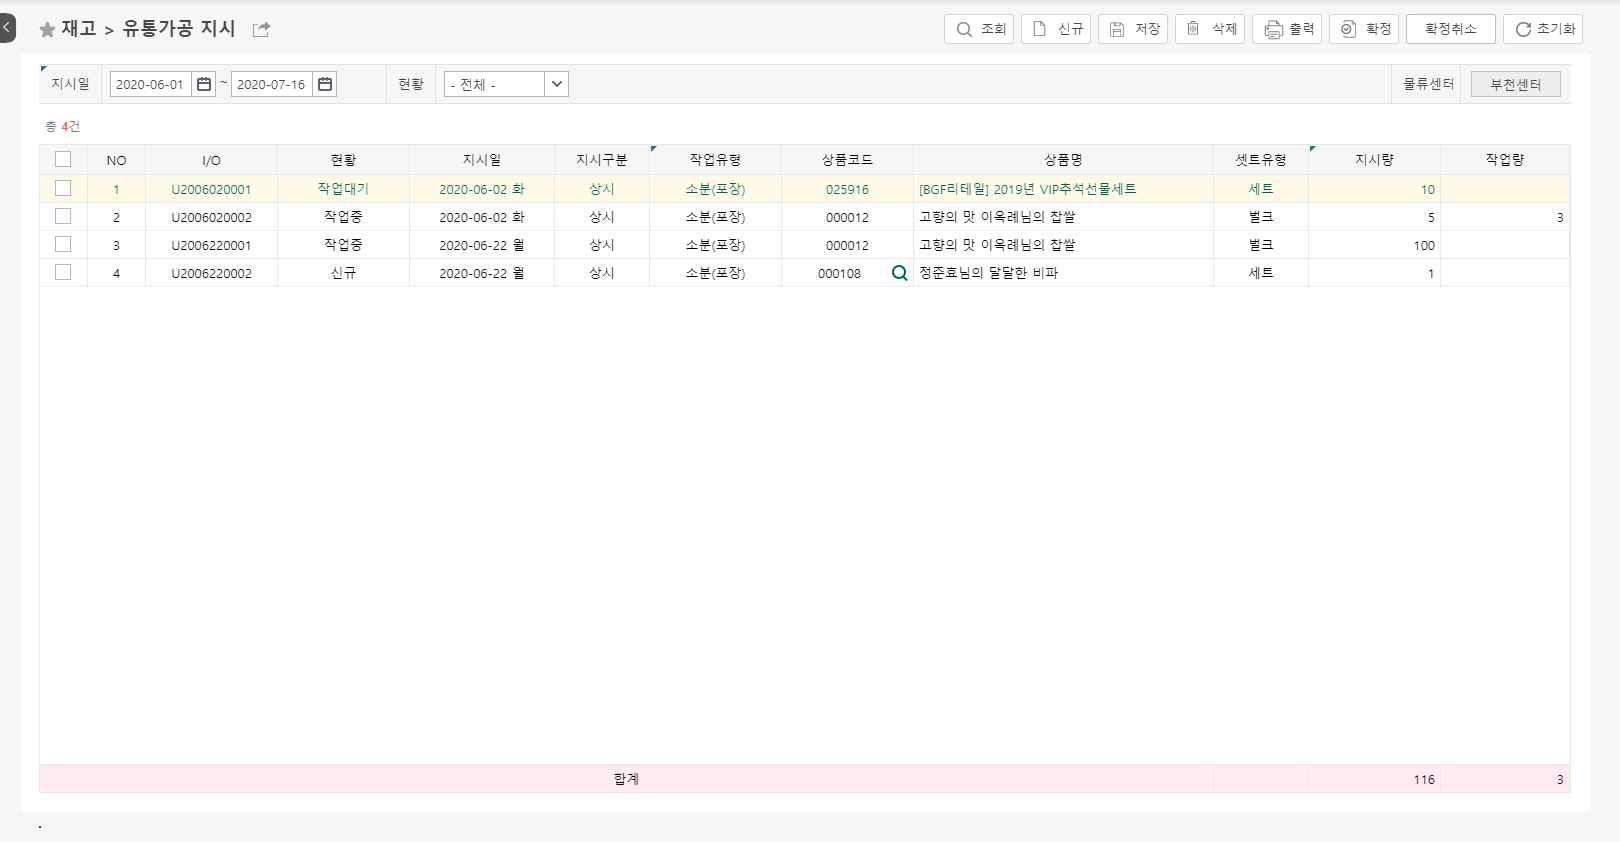 재고 > 유통가공 지시
조회 신규 저장 삭제 출력 확정 확정취소 초기화
지시일 2020-06-01 ~ 2020-07-16 현황 - 전체 - 물류센터 부천센터
총 4건
NO I/O 현황 지시일 지시구분 작업유형 상품코드 상품명 셋트유형 지시량 작업량
1 U2006020001 작업대기 2020-06-02 화 상시 소분(포장) 025916 [BGF리테일] 2019년 VIP추석선물세트 세트 10
2 U2006020002 작업중 2020-06-02 화 상시 소분(포장) 000012 고향의 맛 이옥례님의 찹쌀 벌크 5 3
3 U2006220001 작업중 2020-06-22 월 상시 소분(포장) 000012 고향의 맛 이옥례님의 찹쌀 벌크 100
4 U2006220002 신규 2020-06-22 월 상시 소분(포장) 000108 정준효님의 달달한 비파 세트 1
합계 116 3